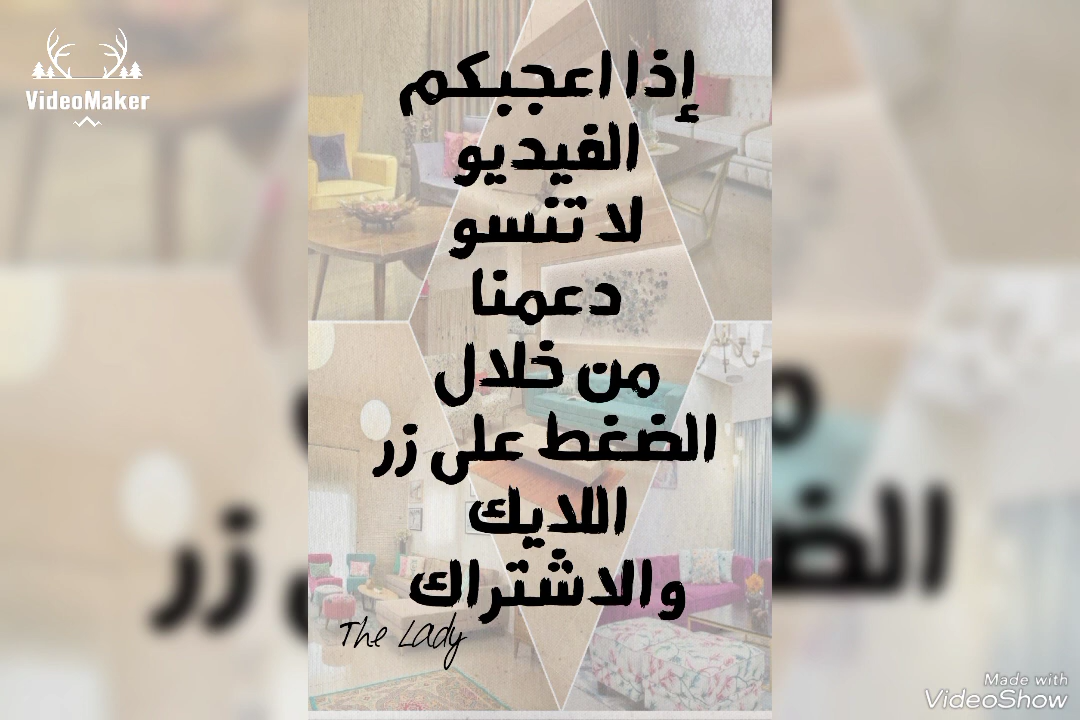 VideoMaker
إذا اعجبكم
الفيديو
لا تنسو
دعمنا
من خلال
الضغط على زر
اللايك
والاشتراك
The Lady
Made with
VideoShow